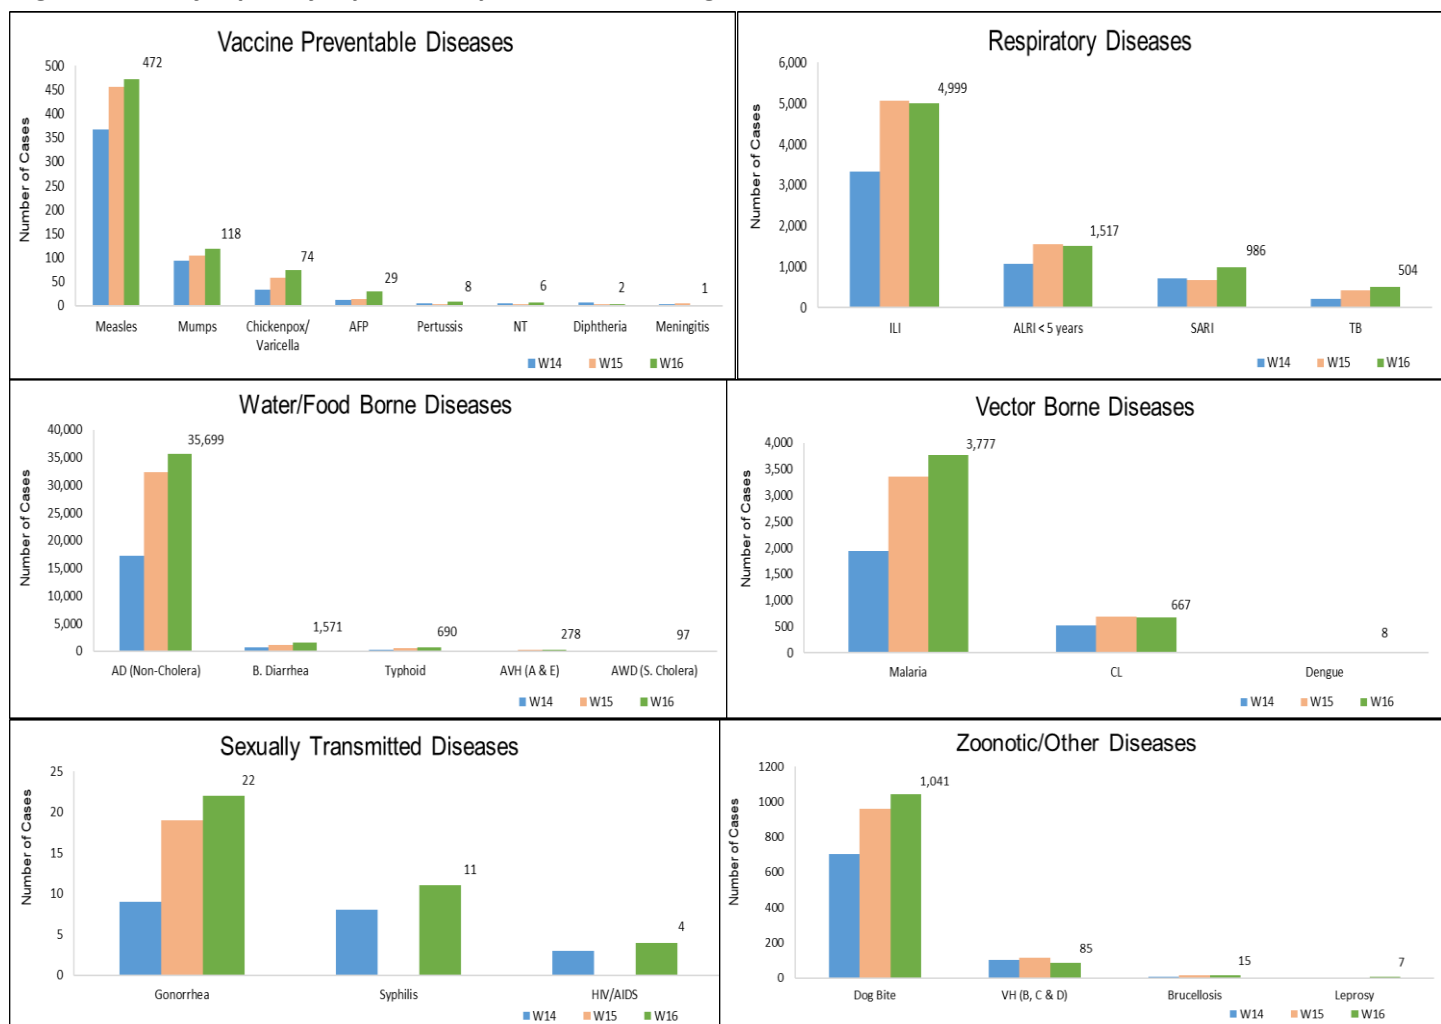 Vaccine Preventable Diseases
Number of Cases
500
450
400
350
300
250
200
150
100
50
0
472
118
74
29
8
6
2
1
Measles
Mumps
Chickenpox/
Varicella
AFP
Pertussis
NT
Diphtheria
Meningitis
W14 W15 W16
Respiratory Diseases
Number of Cases
6,000
5,000
4,000
3,000
2,000
1,000
0
4,999
1,517
986
504
ILI
ALRI < 5 years
SARI
TB
W14 W15 W16
Water/Food Borne Diseases
Number of Cases
40,000
35,000
30,000
25,000
20,000
15,000
10,000
5,000
0
35,699
1,571
690
278
97
AD (Non-Cholera)
B. Diarrhea
Typhoid
AVH (A & E)
AWD (S. Cholera)
W14 W15 W16
Vector Borne Diseases
Number of Cases
4,000
3,500
3,000
2,500
2,000
1,500
1,000
500
0
3,777
667
8
Malaria
CL
Dengue
W14 W15 W16
Sexually Transmitted Diseases
Number of Cases
25
20
15
10
5
0
22
11
4
Gonorrhea
Syphilis
HIV/AIDS
W14 W15 W16
Zoonotic/Other Diseases
Number of Cases
1200
1000
800
600
400
200
0
1,041
85
15
7
Dog Bite
VH (B, C & D)
Brucellosis
Leprosy
W14 W15 W16